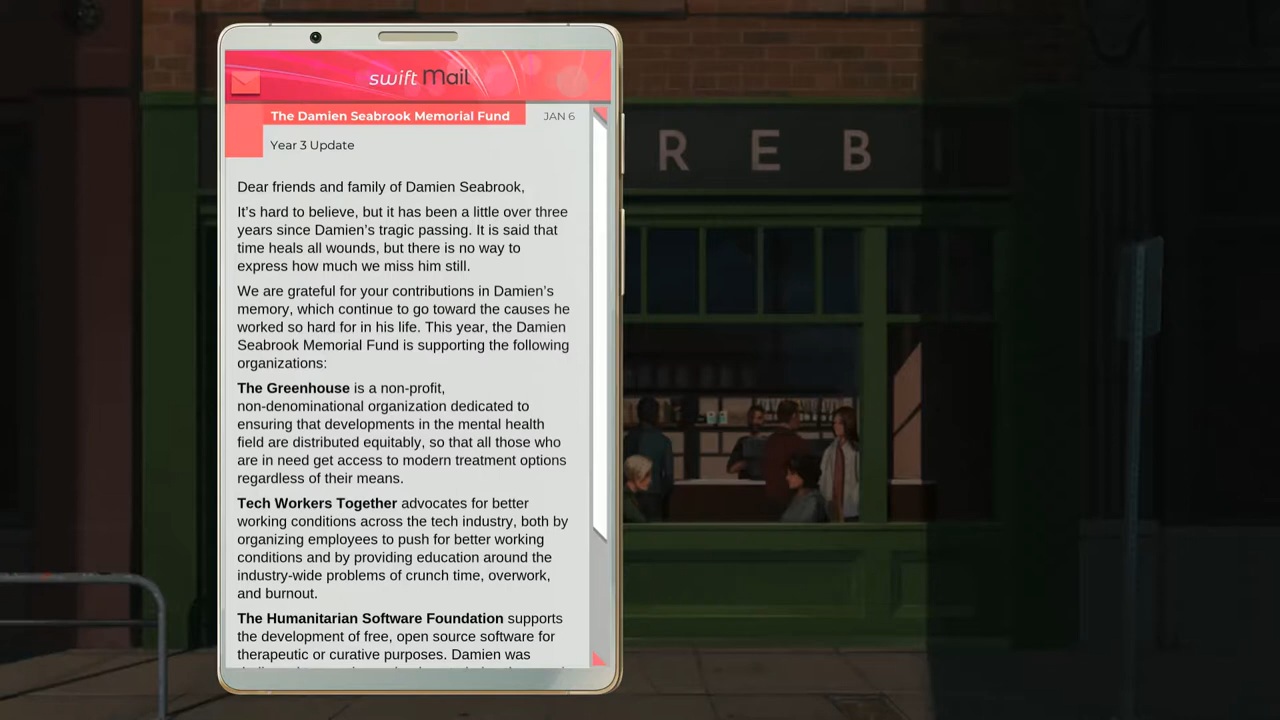 swift Mail
The Damien Seabrook Memorial Fund JAN 6
Year 3 Update
Dear friends and family of Damien Seabrook,
It's hard to believe, but it has been a little over three
years since Damien's tragic passing. It is said that
time heals all wounds, but there is no way to
express how much we miss him still.
We are grateful for your contributions in Damien's
memory, which continue to go toward the causes he
worked so hard for in his life. This year, the Damien
Seabrook Memorial Fund is supporting the following
organizations:
The Greenhouse is a non-profit,
non-denominational organization dedicated to
ensuring that developments in the mental health
field are distributed equitably, so that all those who
are in need get access to modern treatment options
regardless of their means.
Tech Workers Together advocates for better
working conditions across the tech industry, both by
organizing employees to push for better working
conditions and by providing education around the
industry-wide problems of crunch time, overwork,
and burnout.
The Humanitarian Software Foundation supports
the development of free, open source software for
therapeutic or curative purposes. Damien was
R E B